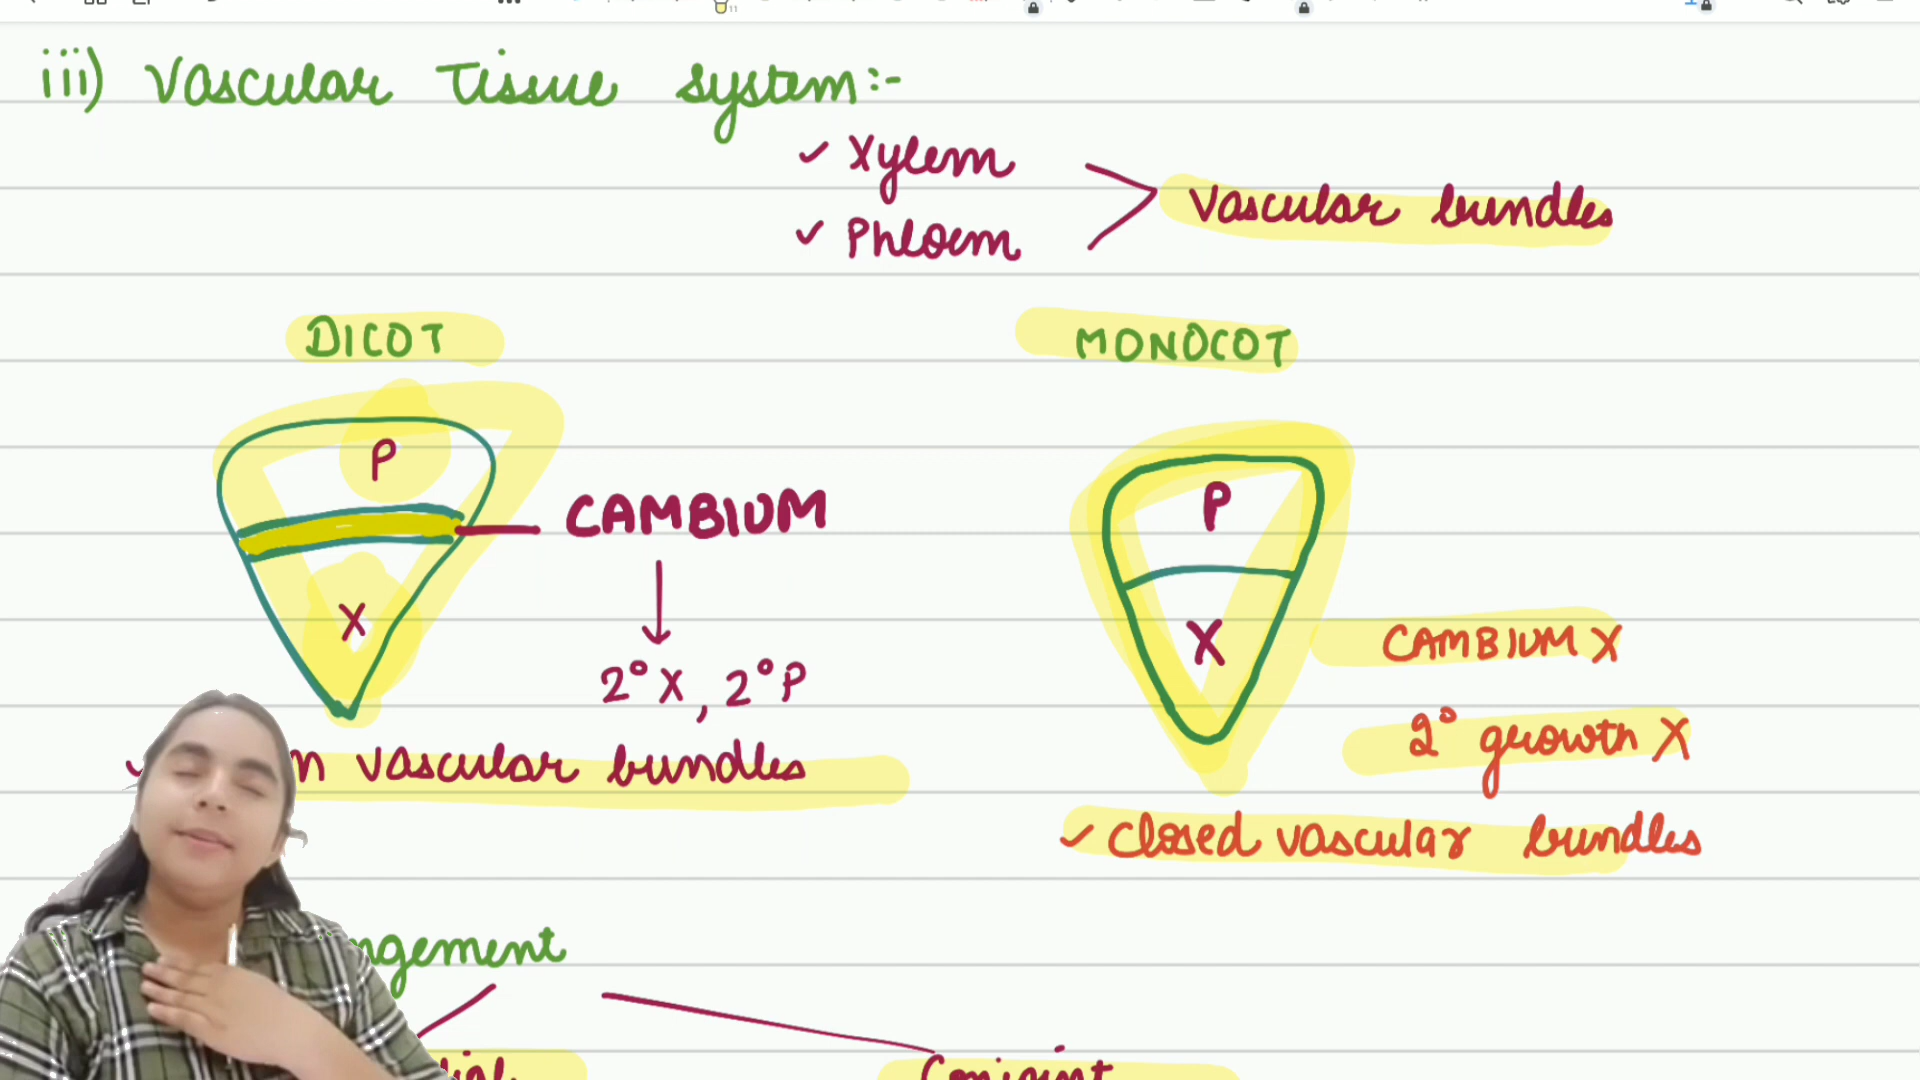 iii) Vascular Tissue system:-
✓ Xylem
✓ Phloem
Vascular bundles
DICOT
MONOCOT
P
CAMBIUM
X
2°X, 2°P
P
X
CAMBIUM X
2° growth X
✓ n vascular bundles
✓ Closed vascular bundles
ngement
Conjoint